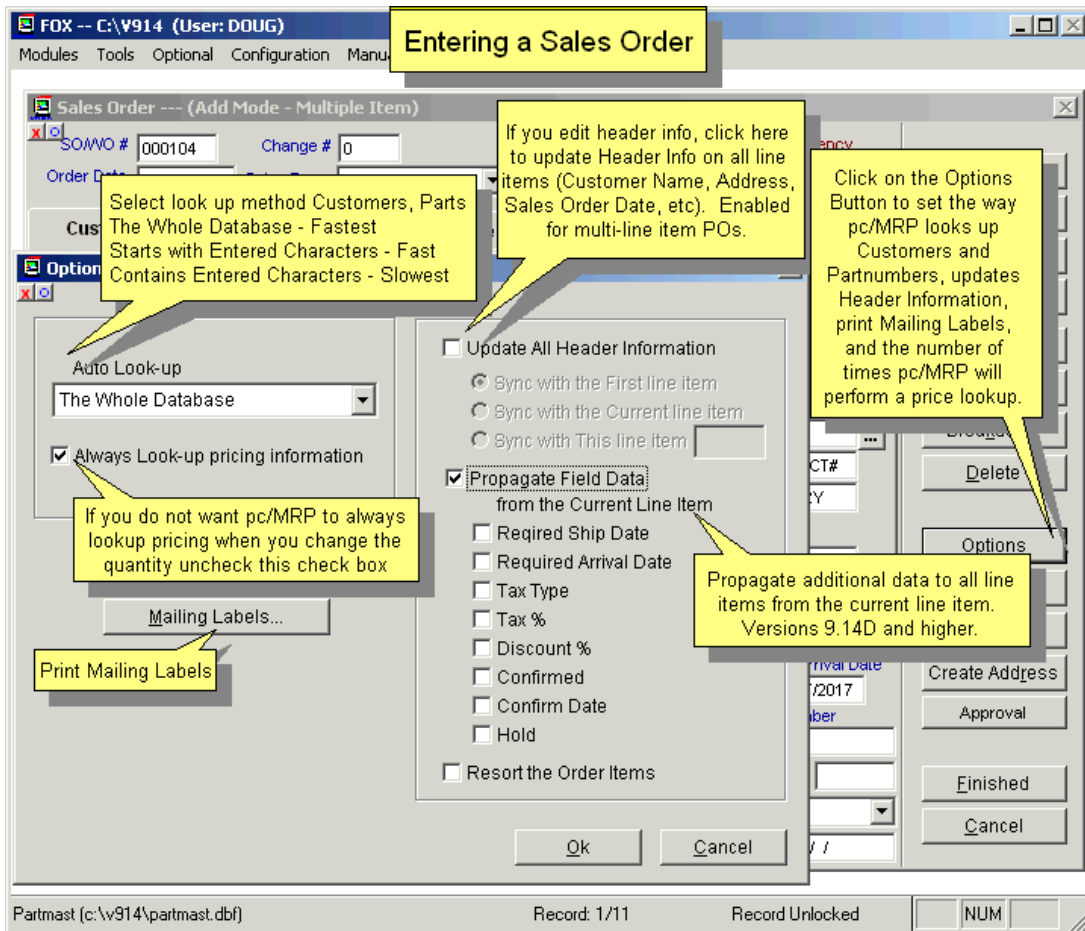 FOX -- C:\V914 (User: DOUG)
Entering a Sales Order
Modules Tools Optional Configuration
Sales Order --- (Add Mode - Multiple Item)
SO/WO # 000104 Change # 0
Order Date
If you edit header info, click here
to update Header Info on all line
items (Customer Name, Address,
Sales Order Date, etc). Enabled
for multi-line item POs.
Select look up method Customers, Parts
The Whole Database - Fastest
Starts with Entered Characters - Fast
Contains Entered Characters - Slowest
Click on the Options
Button to set the way
pc/MRP looks up
Customers and
Partnumbers, updates
Header Information,
print Mailing Labels,
and the number of
times pc/MRP will
perform a price lookup.
Auto Look-up
The Whole Database
Always Look-up pricing information
If you do not want pc/MRP to always
lookup pricing when you change the
quantity uncheck this check box
Mailing Labels...
Print Mailing Labels
Update All Header Information
Sync with the First line item
Sync with the Current line item
Sync with This line item
Propagate Field Data
from the Current Line Item
Reqired Ship Date
Required Arrival Date
Tax Type
Tax %
Discount %
Confirmed
Confirm Date
Hold
Resort the Order Items
Propagate additional data to all line
items from the current line item.
Versions 9.14D and higher.
Ok Cancel
...
CT#
Delete
Options
/2017
Create Address
Approval
Finished
Cancel
/ /
Partmast (c:\v914\partmast.dbf) Record: 1/11 Record Unlocked NUM